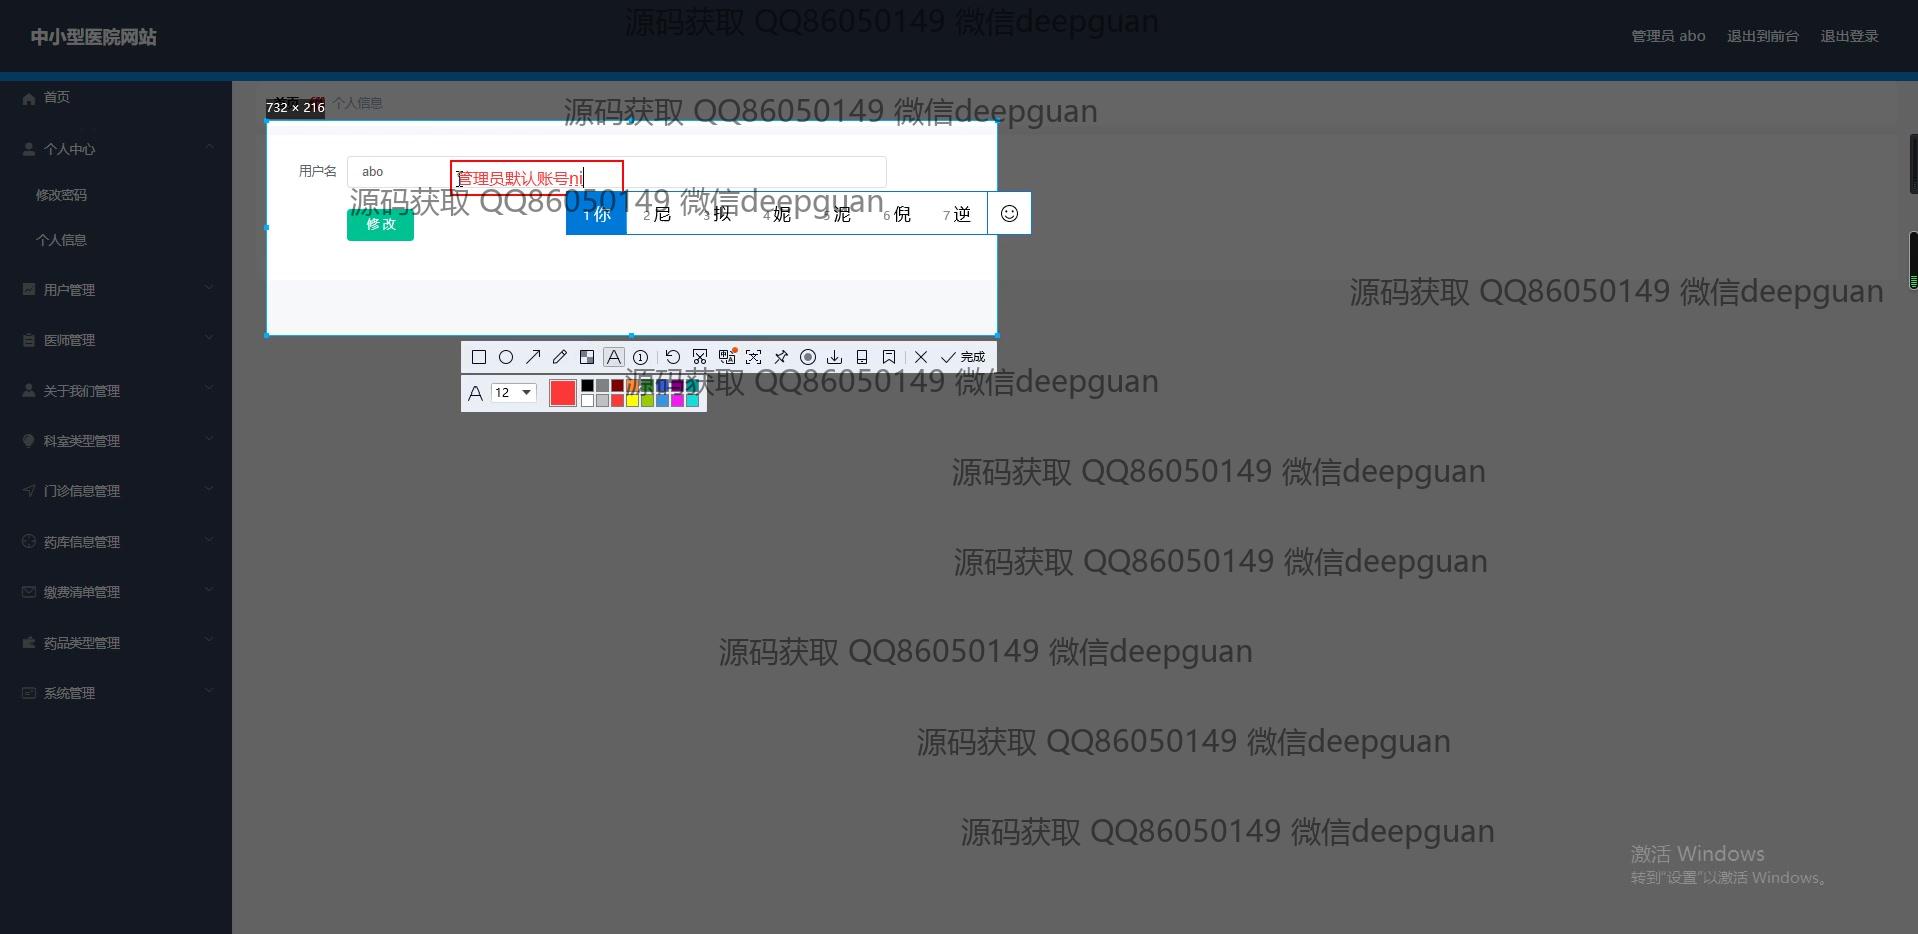 源码获取 QQ86050149 微信deepguan
中小型医院网站
管理员 abo 退出到前台 退出登录
首页
732 × 216
个人信息
源码获取 QQ86050149 微信deepguan
个人中心
用户名 abo
管理员默认账号ni
修改密码
源码获取 QQ86050149 微信deepguan
1 你 2 尼 3 拟 4 妮 5 泥 6 倪 7 逆
修改
个人信息
用户管理
源码获取 QQ86050149 微信deepguan
医师管理
完成
源码获取 QQ86050149 微信deepguan
关于我们管理
A 12
科室类型管理
源码获取 QQ86050149 微信deepguan
门诊信息管理
药库信息管理
源码获取 QQ86050149 微信deepguan
缴费清单管理
药品类型管理
源码获取 QQ86050149 微信deepguan
系统管理
源码获取 QQ86050149 微信deepguan
源码获取 QQ86050149 微信deepguan
激活 Windows
转到"设置"以激活 Windows。